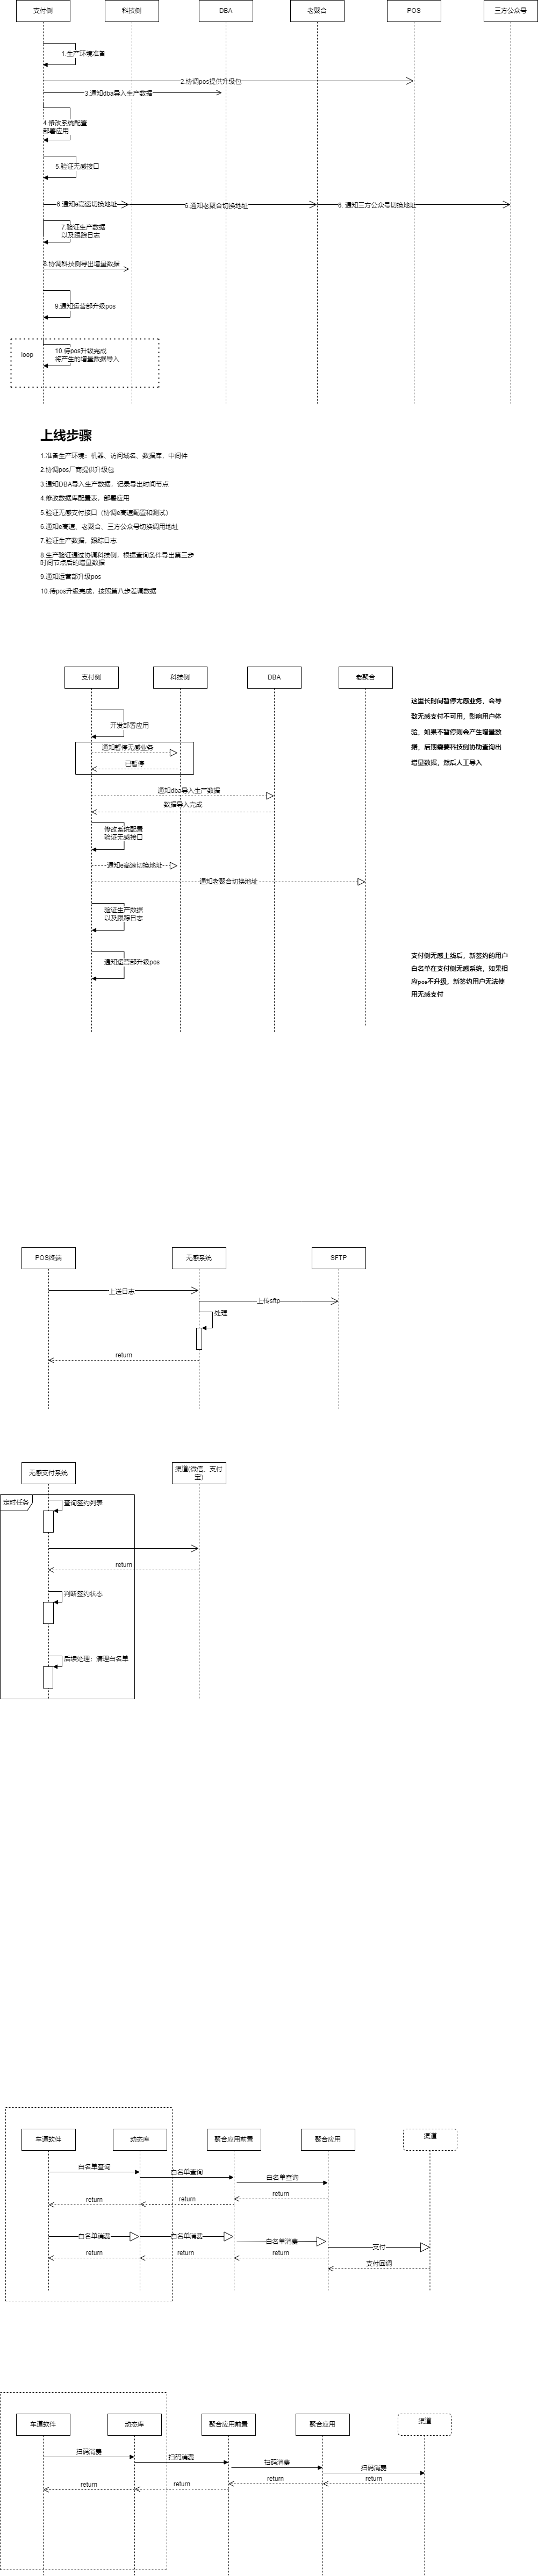 支付侧
科技侧
DBA
老聚合
POS
三方公众号
1.生产环境准备
2.协调pos提供升级包
3.通知dba导入生产数据
4.修改系统配置
部署应用
5.验证无感接口
6.通知e高速切换地址
6.通知老聚合切换地址
6. 通知三方公众号切换地址
7.验证生产数据
以及跟踪日志
8.协调科技侧导出增量数据
9.通知运营部升级pos
loop
10.待pos升级完成
将产生的增量数据导入
上线步骤
1.准备生产环境：机器、访问域名、数据库、中间件
2.协调pos厂商提供升级包
3.通知DBA导入生产数据、记录导出时间节点
4.修改数据库配置表，部署应用
5.验证无感支付接口（协调e高速配置和测试）
6.通知e高速、老聚合、三方公众号切换调用地址
7.验证生产数据，跟踪日志
8.生产验证通过协调科技侧，根据查询条件导出第三步
时间节点后的增量数据
9.通知运营部升级pos
10.待pos升级完成，按照第八步差调数据
支付侧
科技侧
DBA
老聚合
开发部署应用
通知暂停无感业务
已暂停
通知dba导入生产数据
数据导入完成
修改系统配置
验证无感接口
通知e高速切换地址
通知老聚合切换地址
验证生产数据
以及跟踪日志
通知运营部升级pos
这里长时间暂停无感业务，会导
致无感支付不可用，影响用户体
验，如果不暂停则会产生增量数
据，后期需要科技侧协助查询出
增量数据，然后人工导入
支付侧无感上线后，新签约的用户
白名单在支付侧无感系统，如果相
应pos不升级，新签约用户无法使
用无感支付
POS终端
无感系统
SFTP
上送日志
上传sftp
处理
return
无感支付系统
渠道(微信、支付
宝)
定时任务
查询签约列表
return
判断签约状态
后续处理：清理白名单
车道软件
动态库
聚合应用前置
聚合应用
渠道
白名单查询
白名单查询
白名单查询
return
return
return
白名单消费
白名单消费
白名单消费
支付
return
return
return
支付回调
车道软件
动态库
聚合应用前置
聚合应用
渠道
扫码消费
扫码消费
扫码消费
扫码消费
return
return
return
return